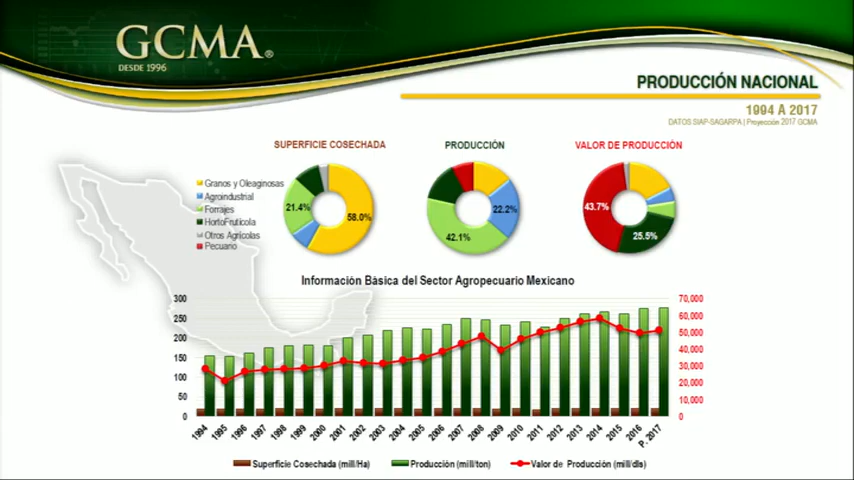 GCMA®
DESDE 1996
PRODUCCIÓN NACIONAL
1994 A 2017
DATOS SIAP-SAGARPA | Proyección 2017 GCMA
SUPERFICIE COSECHADA
PRODUCCIÓN
VALOR DE PRODUCCIÓN
Granos y Oleaginosas
Agroindustrial
Forrajes
HortoFrutícola
Otros Agrícolas
Pecuario
21.4%
58.0%
22.2%
42.1%
43.7%
25.5%
Información Básica del Sector Agropecuario Mexicano
300
250
200
150
100
50
0
70,000
60,000
50,000
40,000
30,000
20,000
10,000
0
1994
1995
1996
1997
1998
1999
2000
2001
2002
2003
2004
2005
2006
2007
2008
2009
2010
2011
2012
2013
2014
2015
2016
P. 2017
Superficie Cosechada (mill/Ha)
Producción (mill/ton)
Valor de Producción (mill/dls)